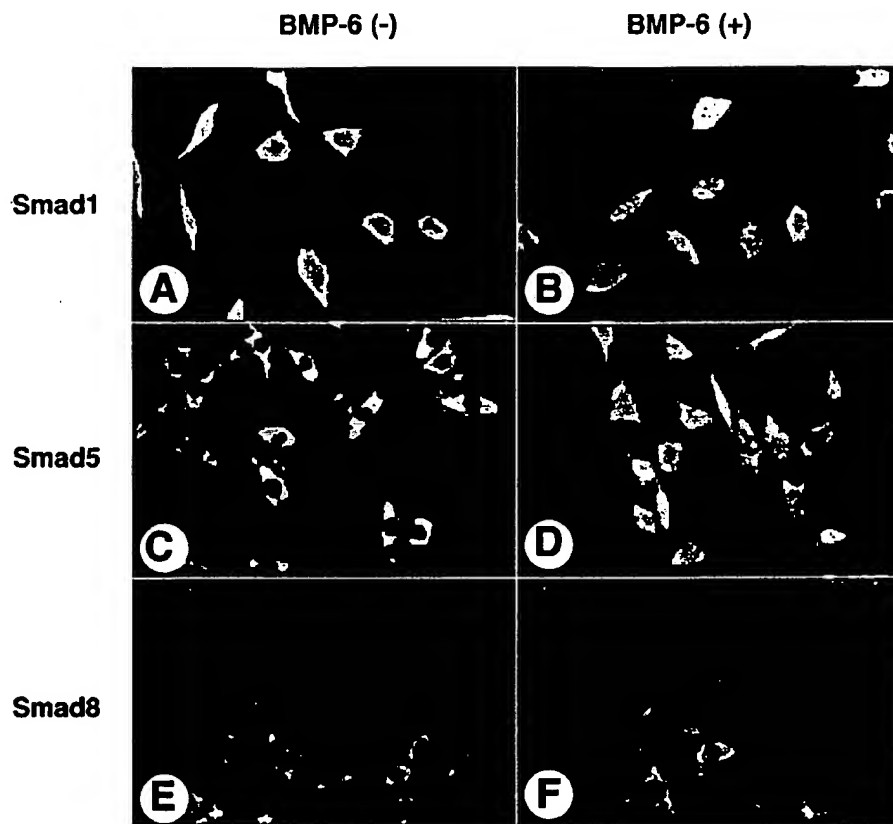 BMP-6 (-) BMP-6 (+)
Smad1
A B
Smad5
C D
Smad8
E F